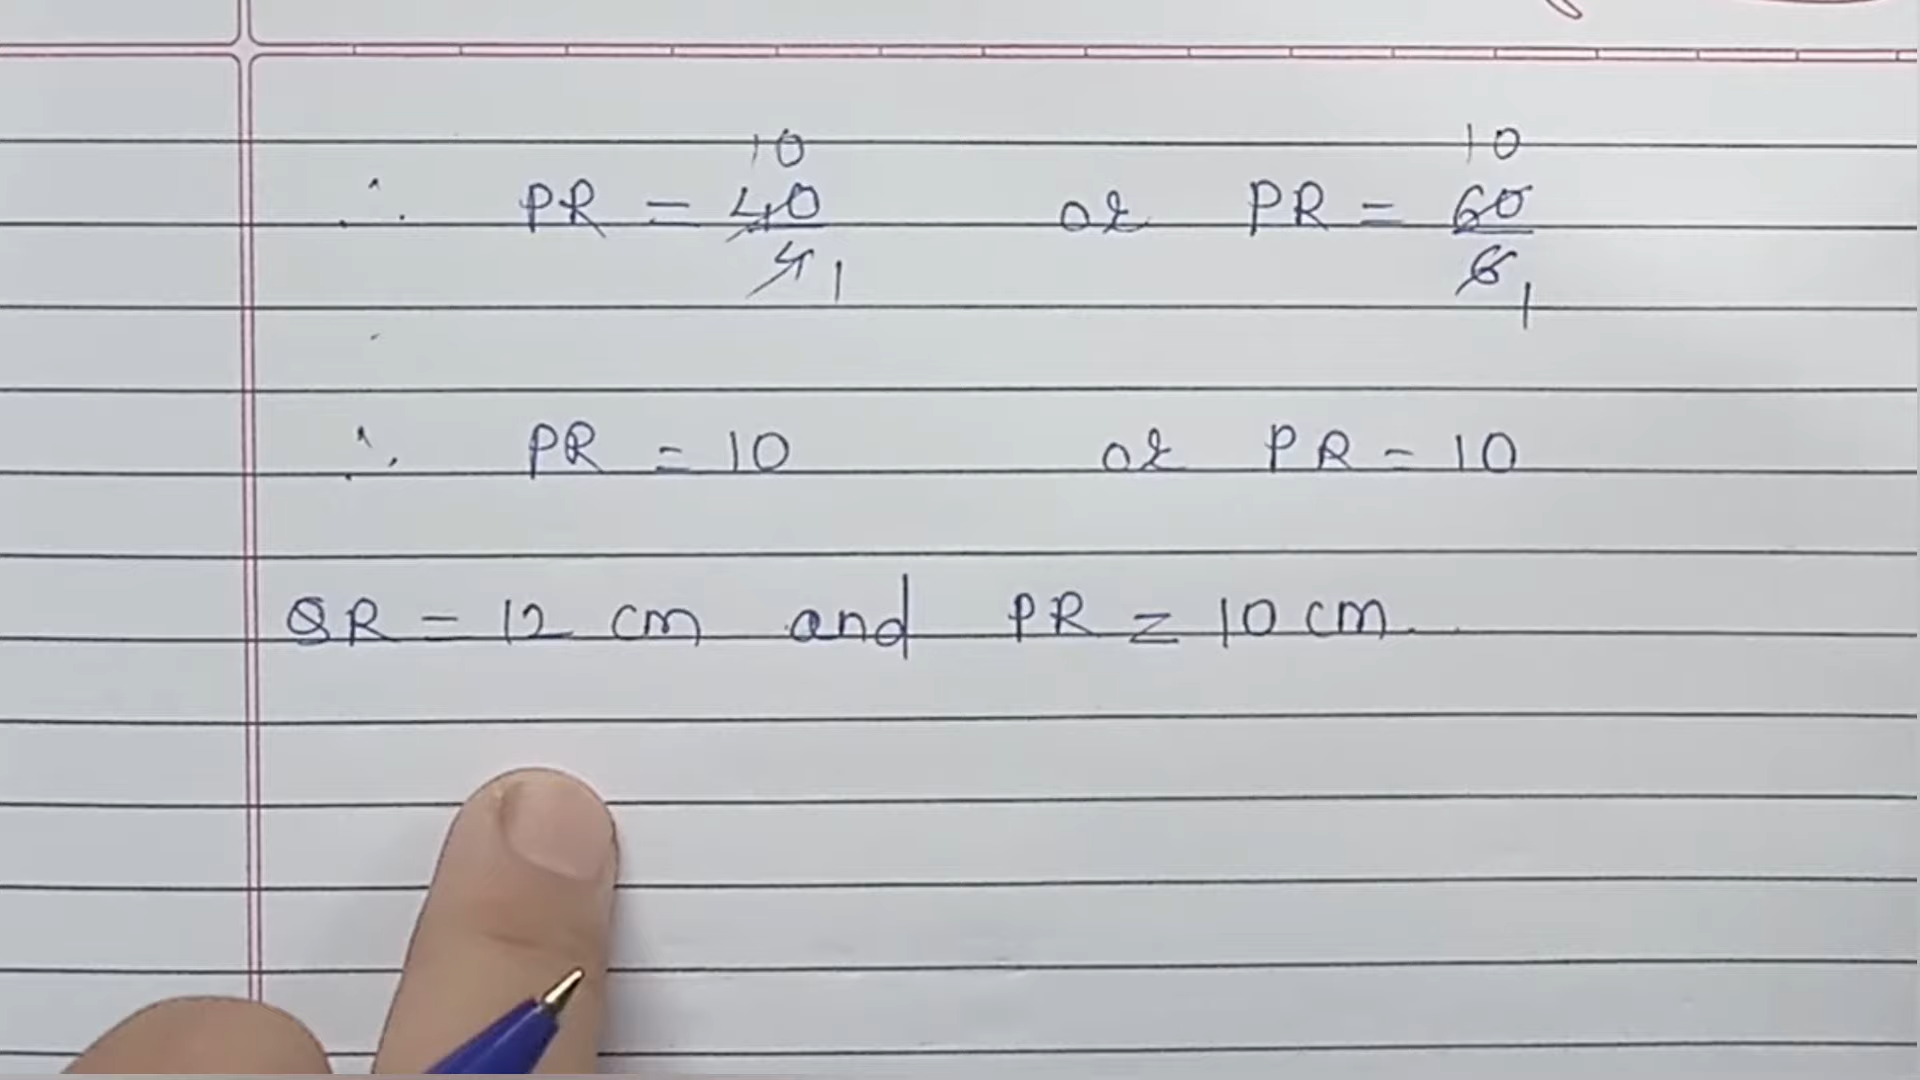 ∴ PR = 40/4 10 1 or PR = 60/6 10 1
∴ PR = 10 or PR = 10
QR = 12 cm and PR = 10 cm.